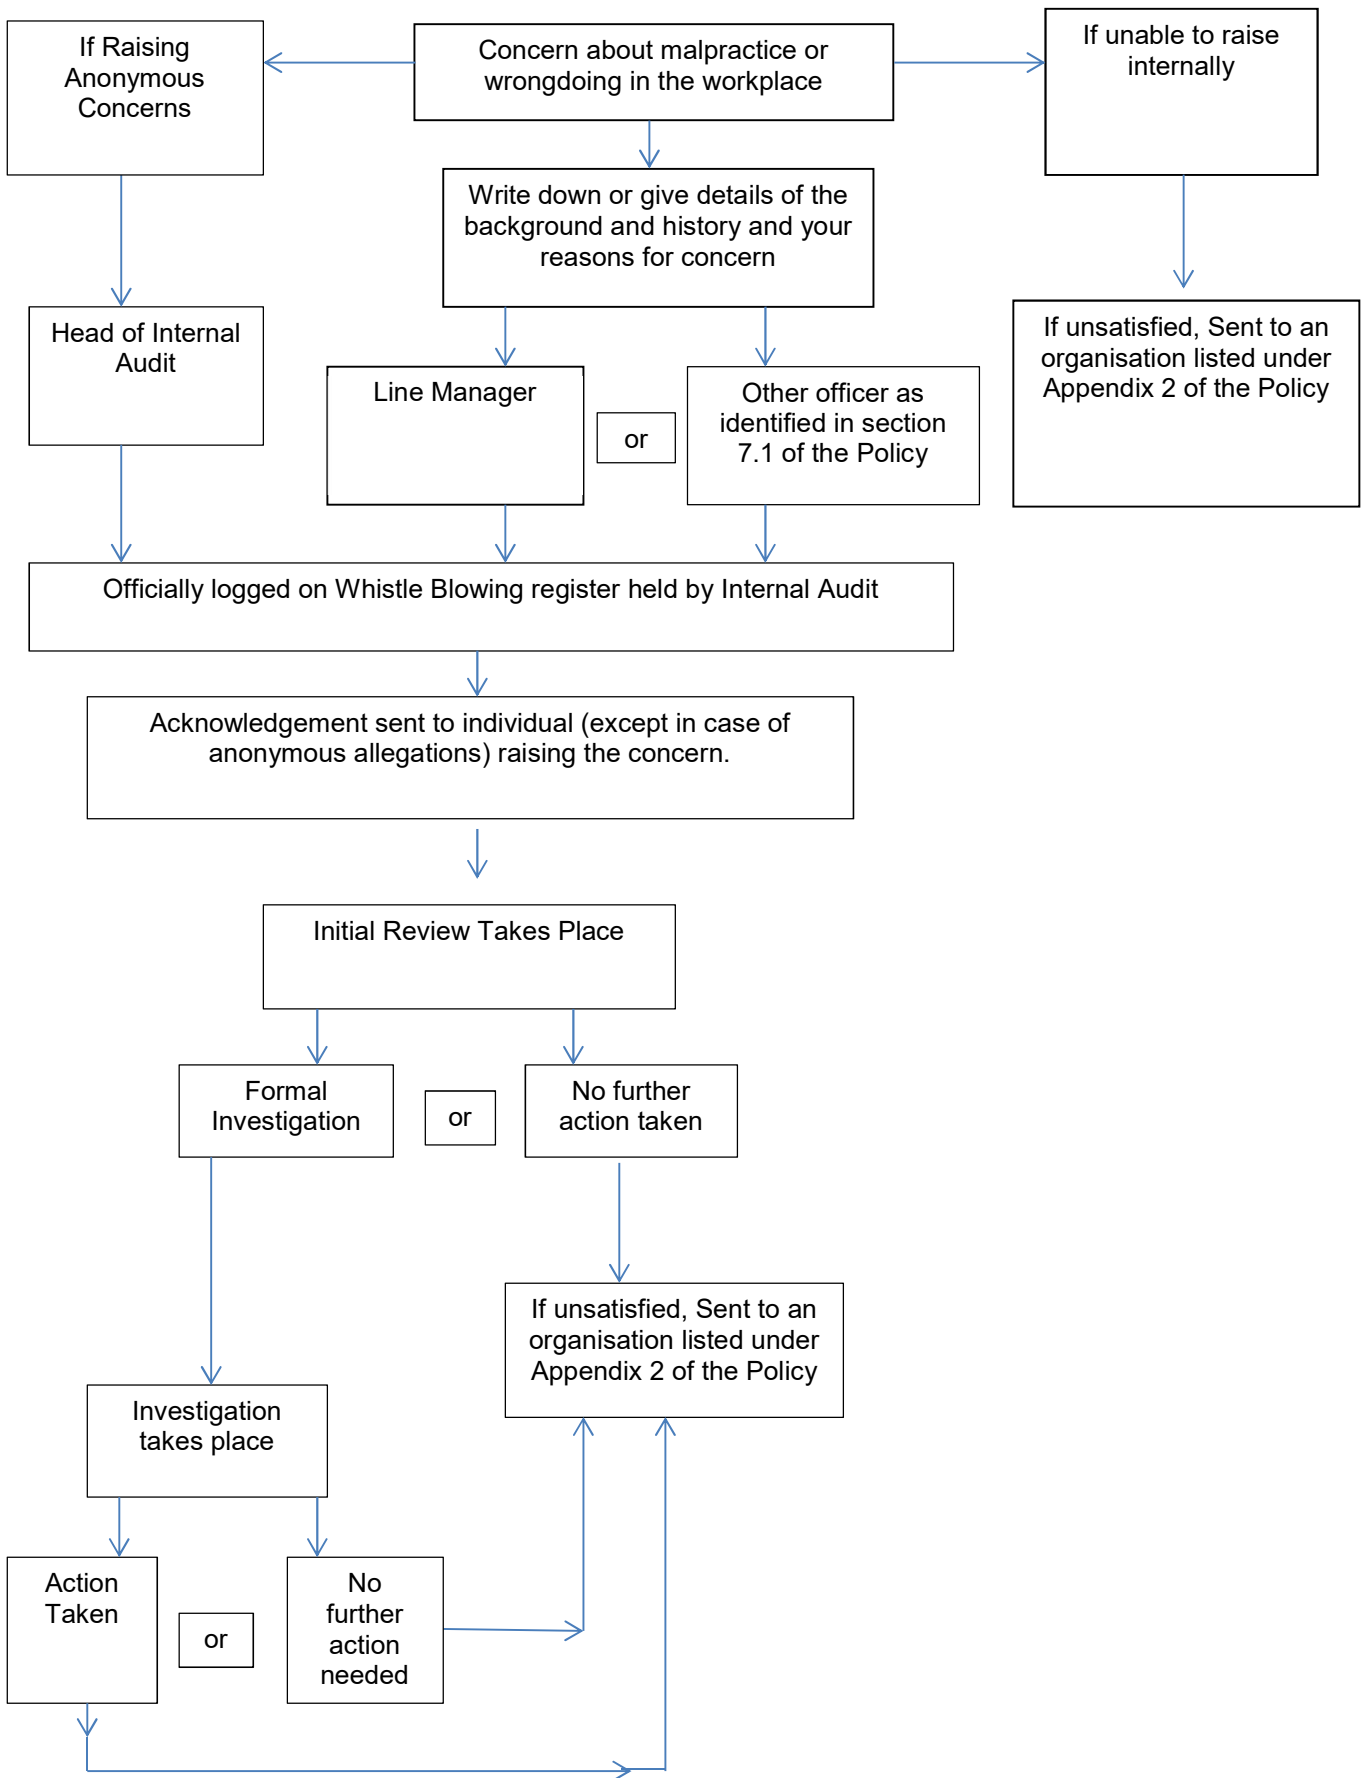 If Raising
Anonymous
Concerns
Concern about malpractice or
wrongdoing in the workplace
If unable to raise
internally
Write down or give details of the
background and history and your
reasons for concern
Head of Internal
Audit
Line Manager
or
Other officer as
identified in section
7.1 of the Policy
If unsatisfied, Sent to an
organisation listed under
Appendix 2 of the Policy
Officially logged on Whistle Blowing register held by Internal Audit
Acknowledgement sent to individual (except in case of
anonymous allegations) raising the concern.
Initial Review Takes Place
Formal
Investigation
or
No further
action taken
If unsatisfied, Sent to an
organisation listed under
Appendix 2 of the Policy
Investigation
takes place
Action
Taken
or
No
further
action
needed